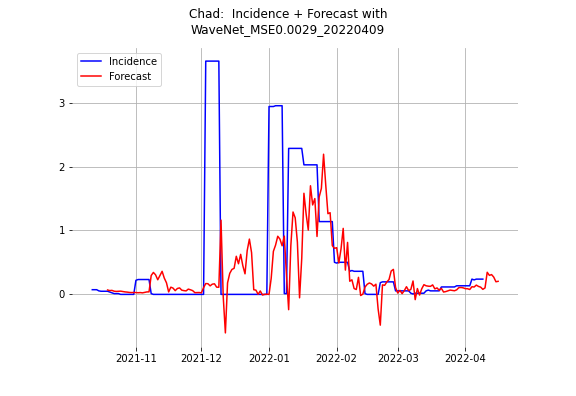 Chad:  Incidence + Forecast with
WaveNet_MSE0.0029_20220409
Incidence
Forecast
3
2
1
0
2021-11
2021-12
2022-01
2022-02
2022-03
2022-04